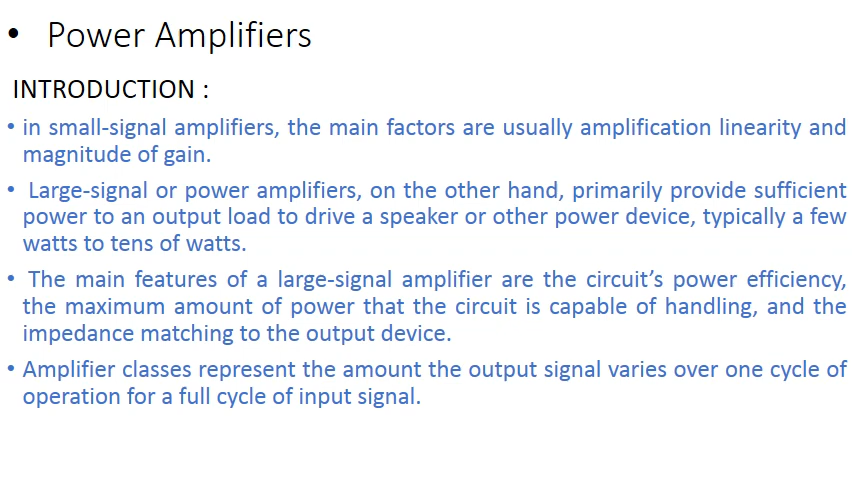 • Power Amplifiers
INTRODUCTION :
• in small-signal amplifiers, the main factors are usually amplification linearity and
magnitude of gain.
• Large-signal or power amplifiers, on the other hand, primarily provide sufficient
power to an output load to drive a speaker or other power device, typically a few
watts to tens of watts.
• The main features of a large-signal amplifier are the circuit’s power efficiency,
the maximum amount of power that the circuit is capable of handling, and the
impedance matching to the output device.
• Amplifier classes represent the amount the output signal varies over one cycle of
operation for a full cycle of input signal.